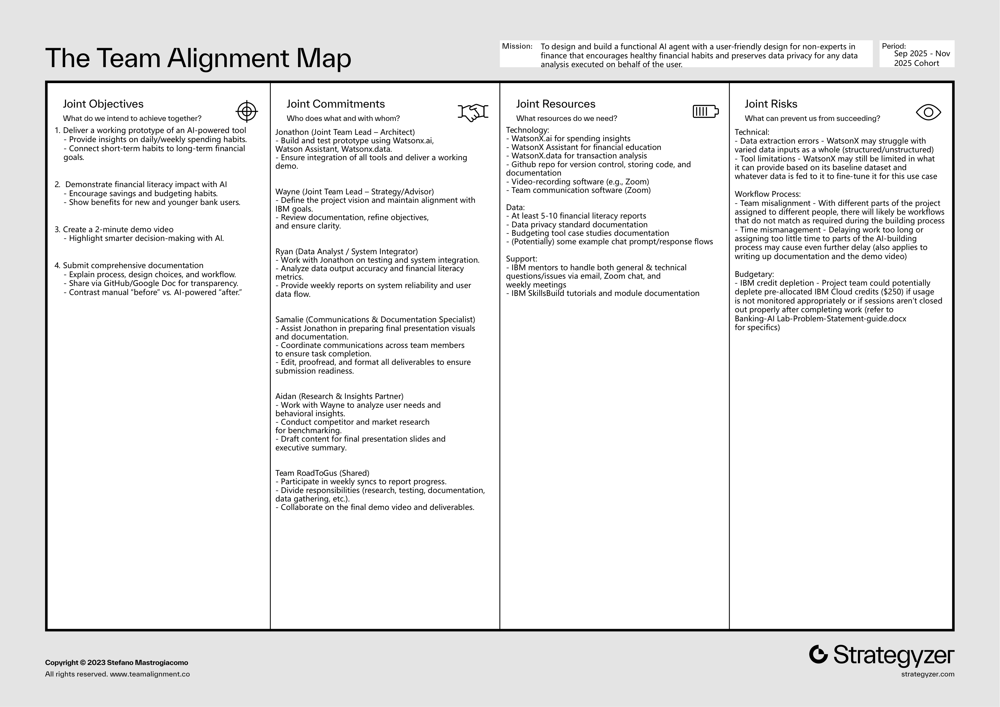 The Team Alignment Map
Mission:
To design and build a functional AI agent with a user-friendly design for non-experts in
finance that encourages healthy financial habits and preserves data privacy for any data
analysis executed on behalf of the user.
Period:
Sep 2025 - Nov
2025 Cohort
Joint Objectives
What do we intend to achieve together?
1. Deliver a working prototype of an AI-powered tool
- Provide insights on daily/weekly spending habits.
- Connect short-term habits to long-term financial
goals.
2. Demonstrate financial literacy impact with AI
- Encourage savings and budgeting habits.
- Show benefits for new and younger bank users.
3. Create a 2-minute demo video
- Highlight smarter decision-making with AI.
4. Submit comprehensive documentation
- Explain process, design choices, and workflow.
- Share via GitHub/Google Doc for transparency.
- Contrast manual “before” vs. AI-powered “after.”
Joint Commitments
Who does what and with whom?
Jonathon (Joint Team Lead – Architect)
- Build and test prototype using Watsonx.ai,
Watson Assistant, Watsonx.data.
- Ensure integration of all tools and deliver a working
demo.
Wayne (Joint Team Lead – Strategy/Advisor)
- Define the project vision and maintain alignment with
IBM goals.
- Review documentation, refine objectives,
and ensure clarity.
Ryan (Data Analyst / System Integrator)
- Work with Jonathon on testing and system integration.
- Analyze data output accuracy and financial literacy
metrics.
- Provide weekly reports on system reliability and user
data flow.
Samalie (Communications & Documentation Specialist)
- Assist Jonathon in preparing final presentation visuals
and documentation.
- Coordinate communications across team members
to ensure task completion.
- Edit, proofread, and format all deliverables to ensure
submission readiness.
Aidan (Research & Insights Partner)
- Work with Wayne to analyze user needs and
behavioral insights.
- Conduct competitor and market research
for benchmarking.
- Draft content for final presentation slides and
executive summary.
Team RoadToGus (Shared)
- Participate in weekly syncs to report progress.
- Divide responsibilities (research, testing, documentation,
data gathering, etc.).
- Collaborate on the final demo video and deliverables.
Joint Resources
What resources do we need?
Technology:
- WatsonX.ai for spending insights
- WatsonX Assistant for financial education
- WatsonX.data for transaction analysis
- Github repo for version control, storing code, and
documentation
- Video-recording software (e.g., Zoom)
- Team communication software (Zoom)
Data:
- At least 5-10 financial literacy reports
- Data privacy standard documentation
- Budgeting tool case studies documentation
- (Potentially) some example chat prompt/response flows
Support:
- IBM mentors to handle both general & technical
questions/issues via email, Zoom chat, and
weekly meetings
- IBM SkillsBuild tutorials and module documentation
Joint Risks
What can prevent us from succeeding?
Technical:
- Data extraction errors - WatsonX may struggle with
varied data inputs as a whole (structured/unstructured)
- Tool limitations - WatsonX may still be limited in what
it can provide based on its baseline dataset and
whatever data is fed to it to fine-tune it for this use case
Workflow Process:
- Team misalignment - With different parts of the project
assigned to different people, there will likely be workflows
that do not match as required during the building process
- Time mismanagement - Delaying work too long or
assigning too little time to parts of the AI-building
process may cause even further delay (also applies to
writing up documentation and the demo video)
Budgetary:
- IBM credit depletion - Project team could potentially
deplete pre-allocated IBM Cloud credits ($250) if usage
is not monitored appropriately or if sessions aren’t closed
out properly after completing work (refer to
Banking-AI Lab-Problem-Statement-guide.docx
for specifics)
Copyright © 2023 Stefano Mastrogiacomo
All rights reserved. www.teamalignment.co
Strategyzer
strategyzer.com